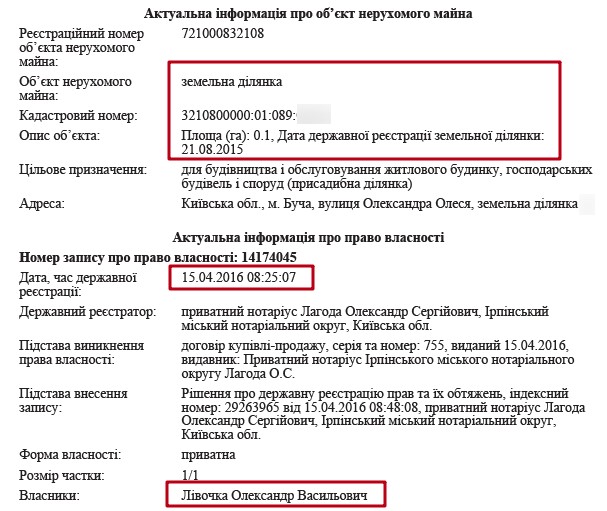 Актуальна інформація про об’єкт нерухомого майна
Реєстраційний номер об’єкта нерухомого майна: 721000832108
Об’єкт нерухомого майна: земельна ділянка
Кадастровий номер: 3210800000:01:089:
Опис об’єкта: Площа (га): 0.1, Дата державної реєстрації земельної ділянки:
21.08.2015
Цільове призначення: для будівництва і обслуговування житлового будинку, господарських
будівель і споруд (присадибна ділянка)
Адреса: Київська обл., м. Буча, вулиця Олександра Олеся, земельна ділянка
Актуальна інформація про право власності
Номер запису про право власності: 14174045
Дата, час державної реєстрації: 15.04.2016 08:25:07
Державний реєстратор: приватний нотаріус Лагода Олександр Сергійович, Ірпінський
міський нотаріальний округ, Київська обл.
Підстава виникнення права власності: договір купівлі-продажу, серія та номер: 755, виданий 15.04.2016,
видавник: Приватний нотаріус Ірпінського міського нотаріального
округу Лагода О.С.
Підстава внесення запису: Рішення про державну реєстрацію прав та їх обтяжень, індексний
номер: 29263965 від 15.04.2016 08:48:08, приватний нотаріус Лагода
Олександр Сергійович, Ірпінський міський нотаріальний округ,
Київська обл.
Форма власності: приватна
Розмір частки: 1/1
Власники: Лівочка Олександр Васильович